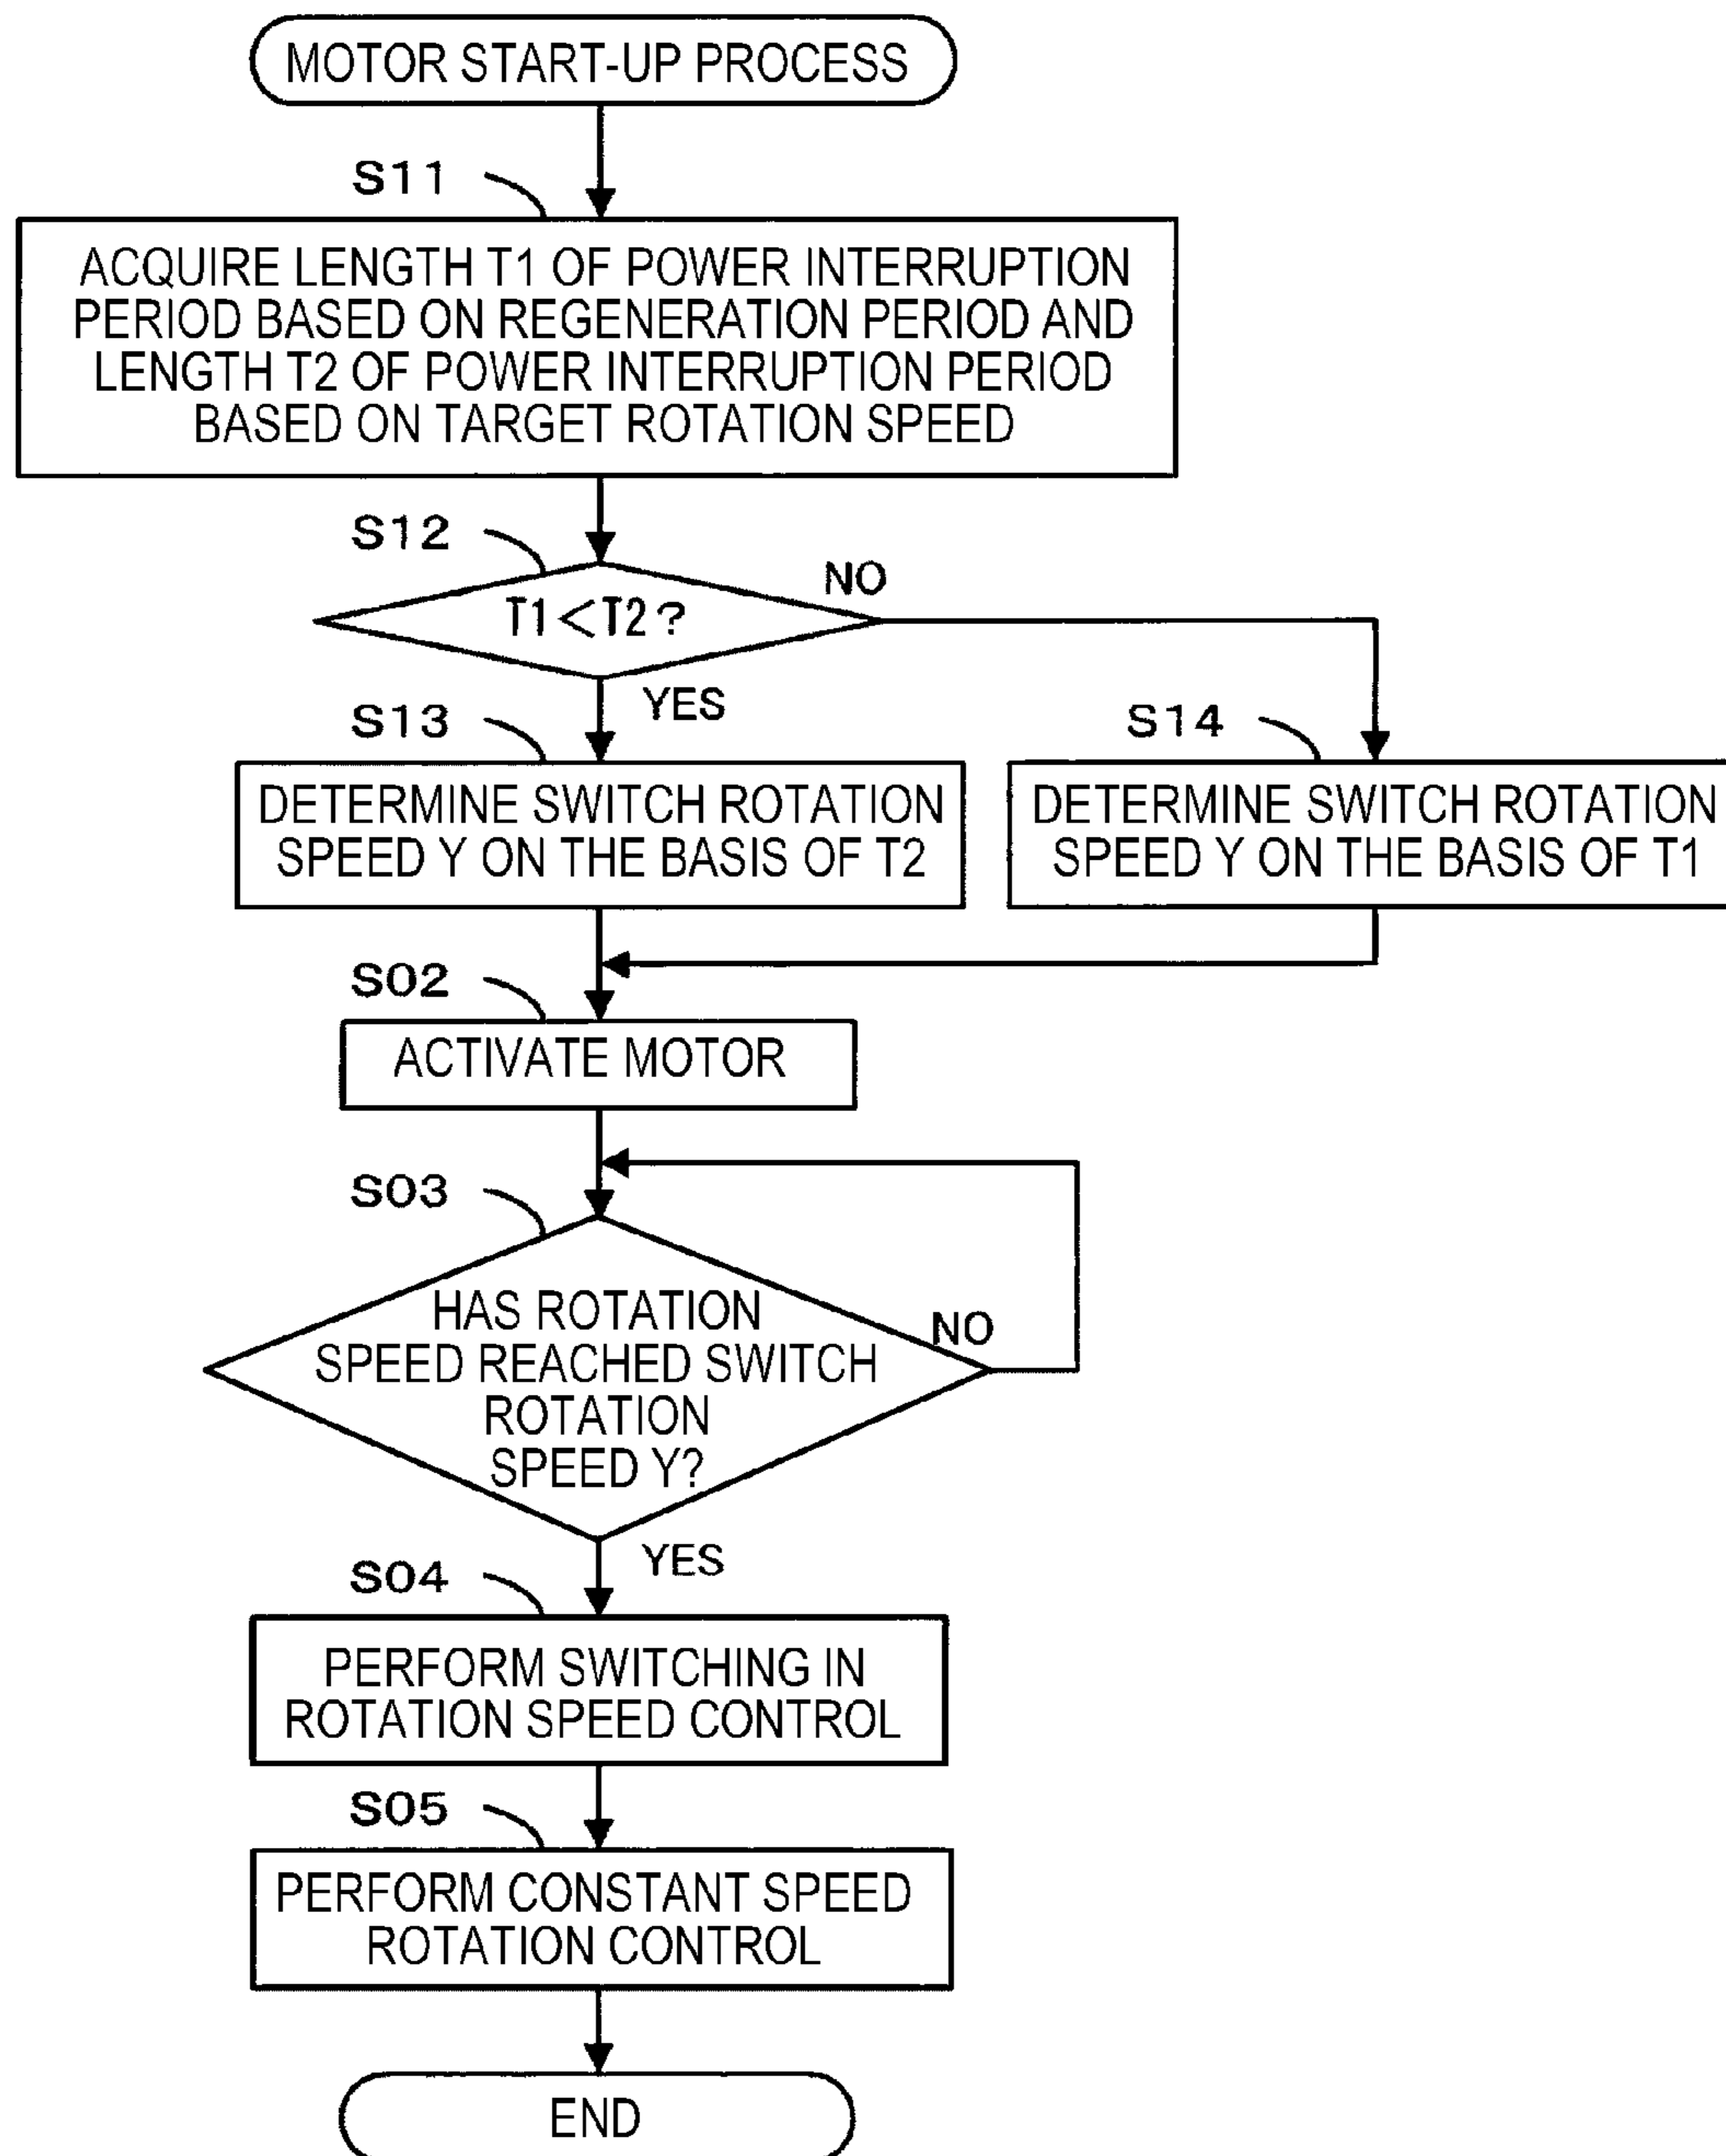 MOTOR START-UP PROCESS
S11
ACQUIRE LENGTH T1 OF POWER INTERRUPTION
PERIOD BASED ON REGENERATION PERIOD AND
LENGTH T2 OF POWER INTERRUPTION PERIOD
BASED ON TARGET ROTATION SPEED
S12
T1<T2?
NO
YES
S13
DETERMINE SWITCH ROTATION
SPEED Y ON THE BASIS OF T2
S14
DETERMINE SWITCH ROTATION
SPEED Y ON THE BASIS OF T1
S02
ACTIVATE MOTOR
S03
HAS ROTATION
SPEED REACHED SWITCH
ROTATION
SPEED Y?
NO
YES
S04
PERFORM SWITCHING IN
ROTATION SPEED CONTROL
S05
PERFORM CONSTANT SPEED
ROTATION CONTROL
END